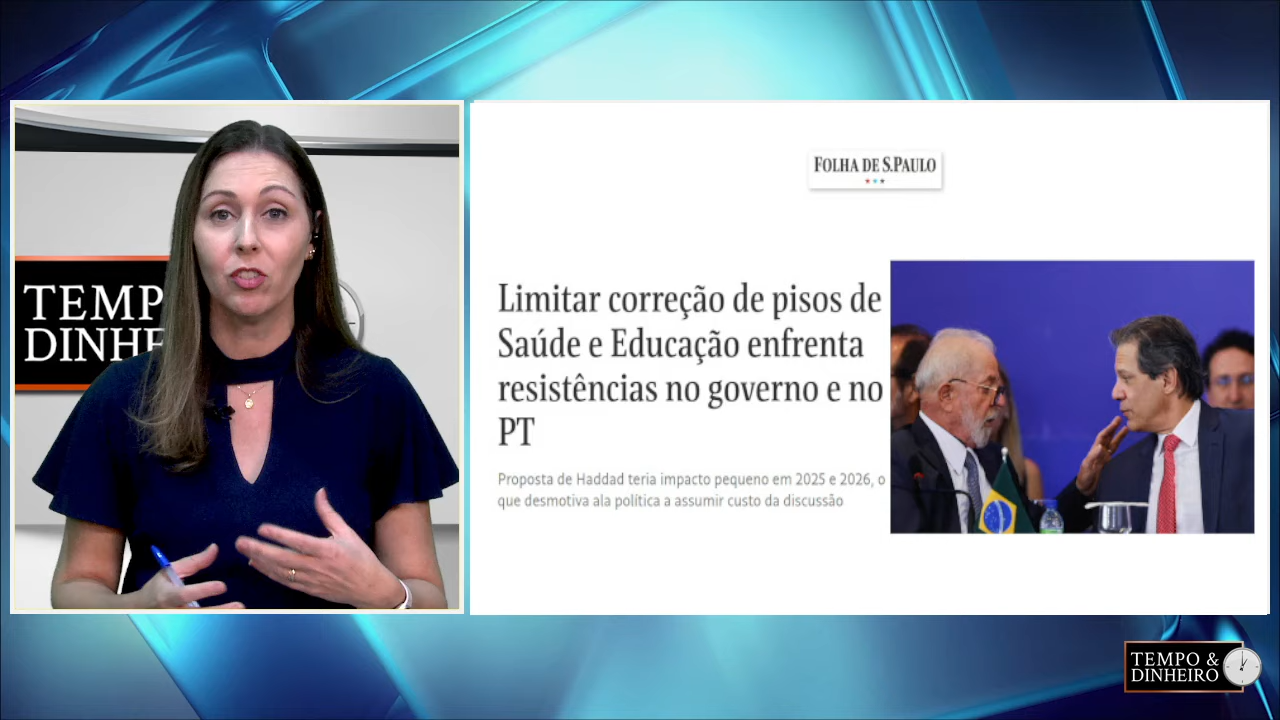 TEMP
DINHE
FOLHA DE S.PAULO
Limitar correção de pisos de
Saúde e Educação enfrenta
resistências no governo e no
PT
Proposta de Haddad teria impacto pequeno em 2025 e 2026, o
que desmotiva ala política a assumir custo da discussão
TEMPO &
DINHEIRO